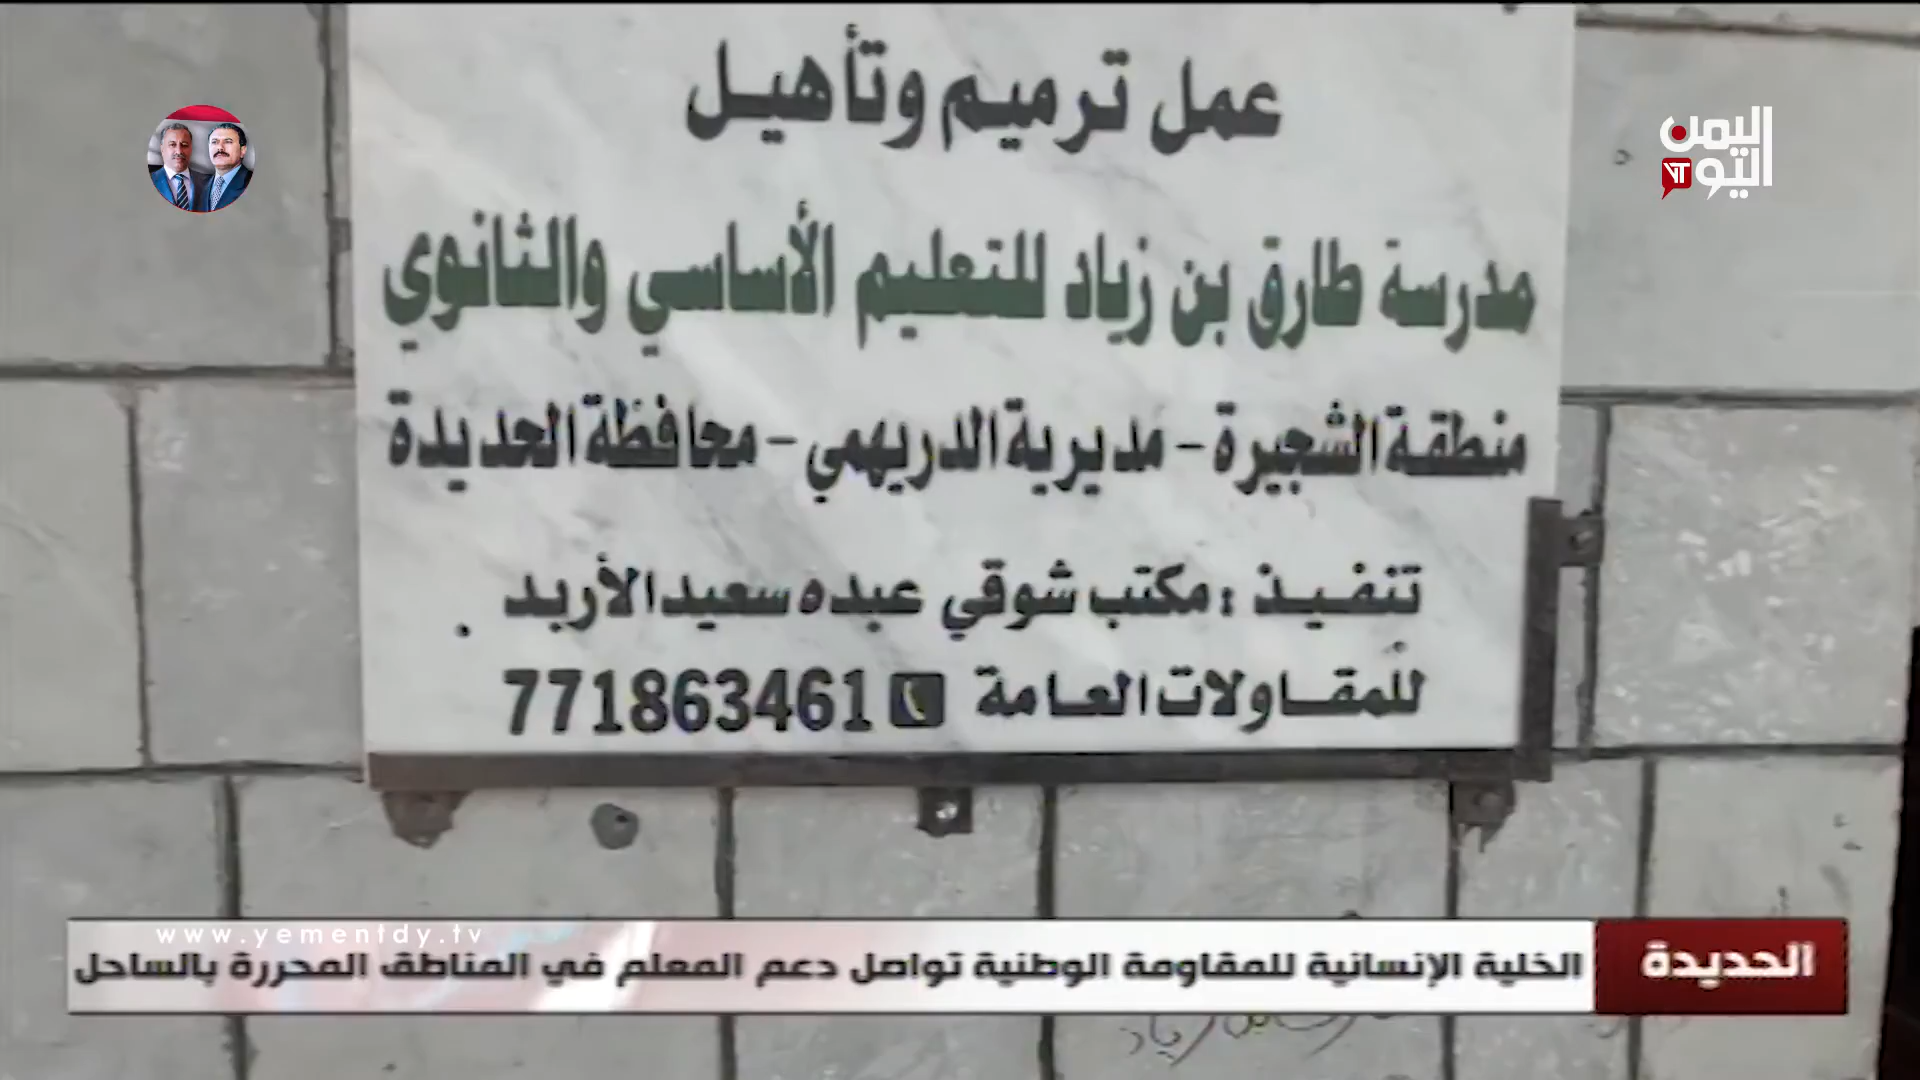 عمل ترميم وتأهيل
مدرسة طارق بن زياد للتعليم الأساسي والثانوي
منطقة الشجيرة - مديرية الدريهمي - محافظة الحديدة
تنفيذ : مكتب شوقي عبده سعيد الأربد
للمقاولات العامة 771863461
اليمن
اليوم
YT
www.yementdy.tv
الحديدة
الخلية الإنسانية للمقاومة الوطنية تواصل دعم المعلم في المناطق المحررة بالساحل